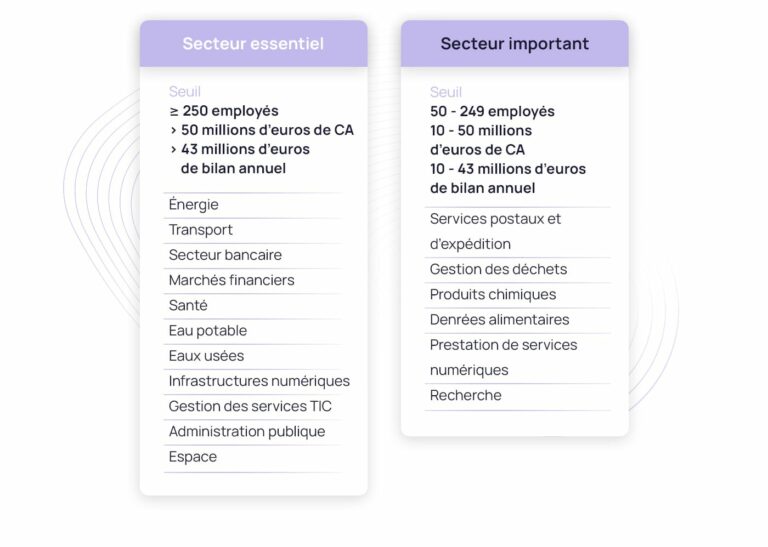 Secteur essentiel
Seuil
≥ 250 employés
> 50 millions d'euros de CA
> 43 millions d'euros
de bilan annuel
Énergie
Transport
Secteur bancaire
Marchés financiers
Santé
Eau potable
Eaux usées
Infrastructures numériques
Gestion des services TIC
Administration publique
Espace
Secteur important
Seuil
50 - 249 employés
10 - 50 millions
d'euros de CA
10 - 43 millions d'euros
de bilan annuel
Services postaux et
d'expédition
Gestion des déchets
Produits chimiques
Denrées alimentaires
Prestation de services
numériques
Recherche